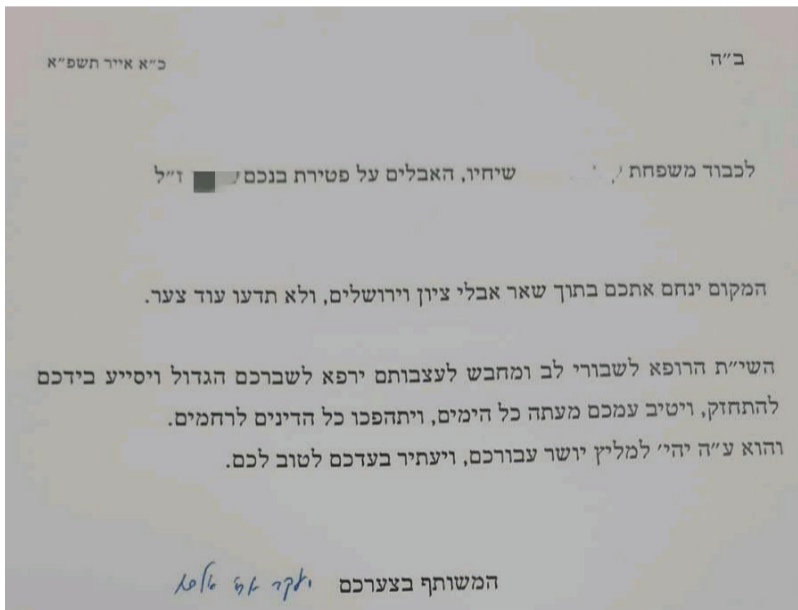 ב״ה
כ״א אייר תשפ״א
לכבוד משפחת שיחיו, האבלים על פטירת בנכם ז״ל
המקום ינחם אתכם בתוך שאר אבלי ציון וירושלים, ולא תדעו עוד צער.
השי״ת הרופא לשבורי לב ומחבש לעצבותם ירפא לשברכם הגדול ויסייע בידכם
להתחזק, ויטיב עמכם מעתה כל הימים, ויתהפכו כל הדינים לרחמים.
והוא ע״ה יהי׳ למליץ יושר עבורכם, ויעתיר בעדכם לטוב לכם.
המשותף בצערכם